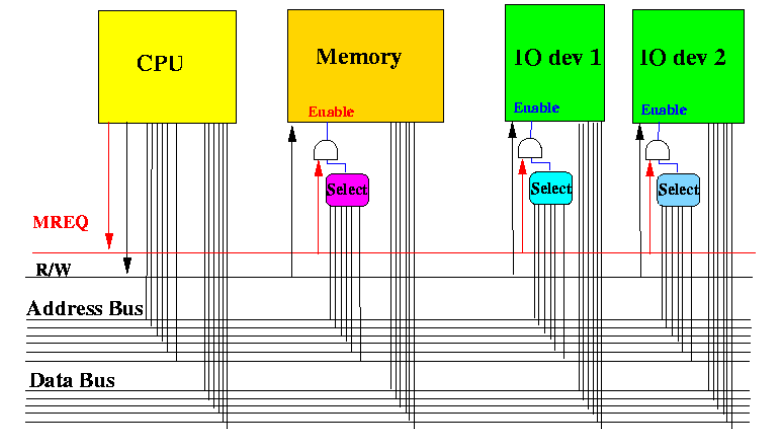 CPU
Memory
IO dev 1
IO dev 2
Enable
Enable
Enable
Select
Select
Select
MREQ
R/W
Address Bus
Data Bus